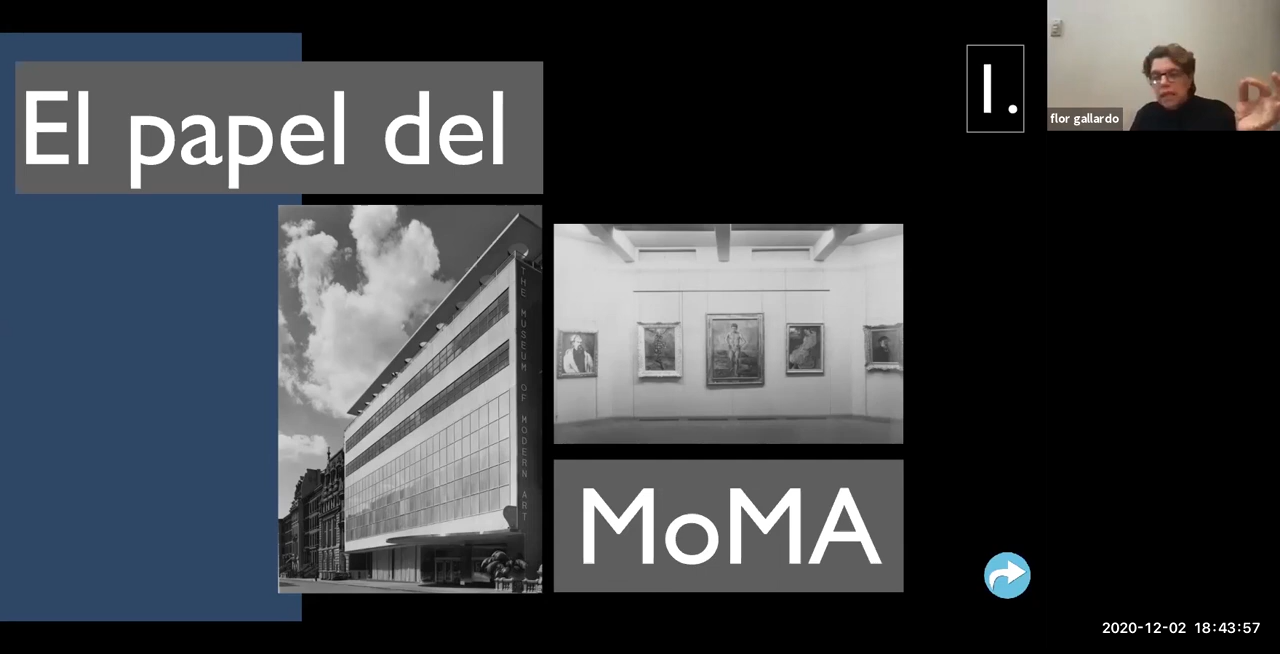 El papel del
I.
flor gallardo
THE MUSEUM OF MODERN ART
MoMA
2020-12-02 18:43:57